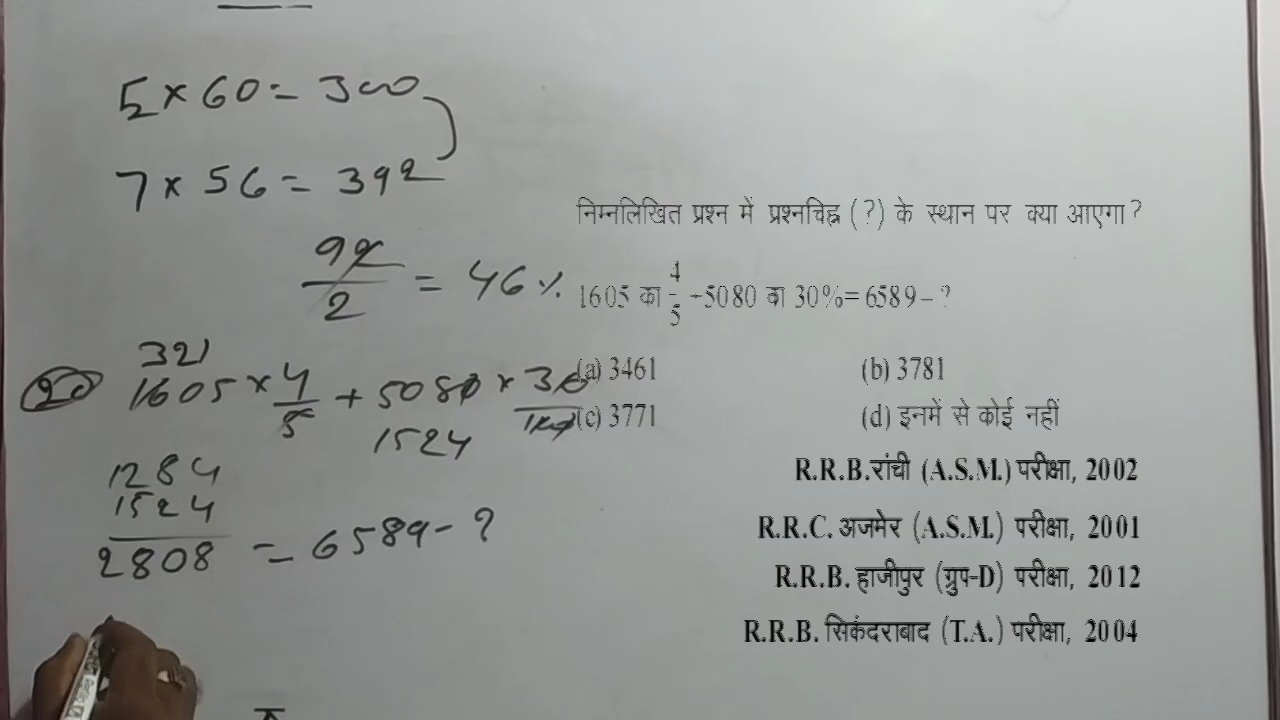 5 × 60 = 300
7 × 56 = 392
92/2 = 46 %
निम्नलिखित प्रश्न में प्रश्नचिह्न (?) के स्थान पर क्या आएगा?
1605 का 4/5 -5080 का 30%= 6589 – ?
(a) 3461 (b) 3781
(c) 3771 (d) इनमें से कोई नहीं
R.R.B.रांची (A.S.M.) परीक्षा, 2002
R.R.C. अजमेर (A.S.M.) परीक्षा, 2001
R.R.B. हाजीपुर (ग्रुप-D) परीक्षा, 2012
R.R.B. सिकंदराबाद (T.A.) परीक्षा, 2004
321
20 1605 × 4/5 + 5080 × 30/100
1524
1284
1524
2808 = 6589 - ?